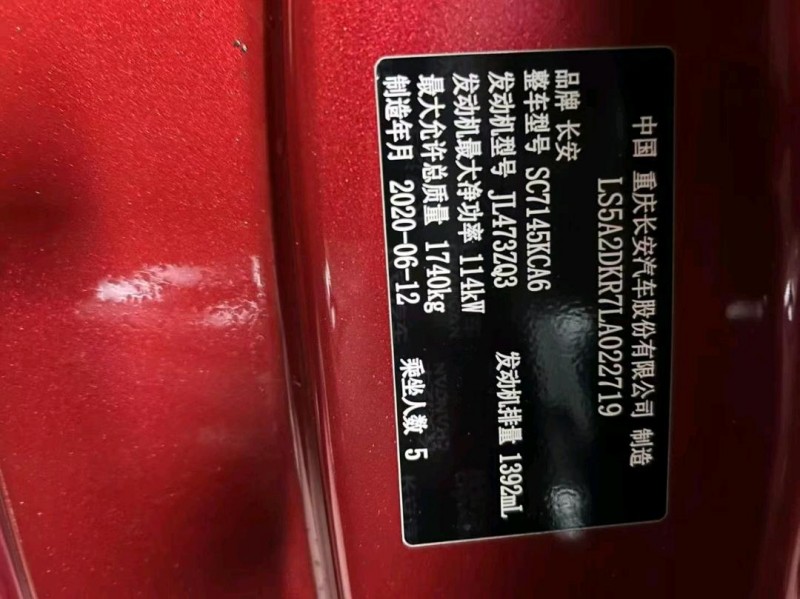 中国 重庆长安汽车股份有限公司 制造
LS5A2DKR7LA022719
品牌 长安
整车型号 SC7145KCA6
发动机型号 JL473ZQ3 发动机排量 1392mL
发动机最大净功率 114kW
最大允许总质量 1740kg
制造年月 2020-06-12 乘坐人数 5